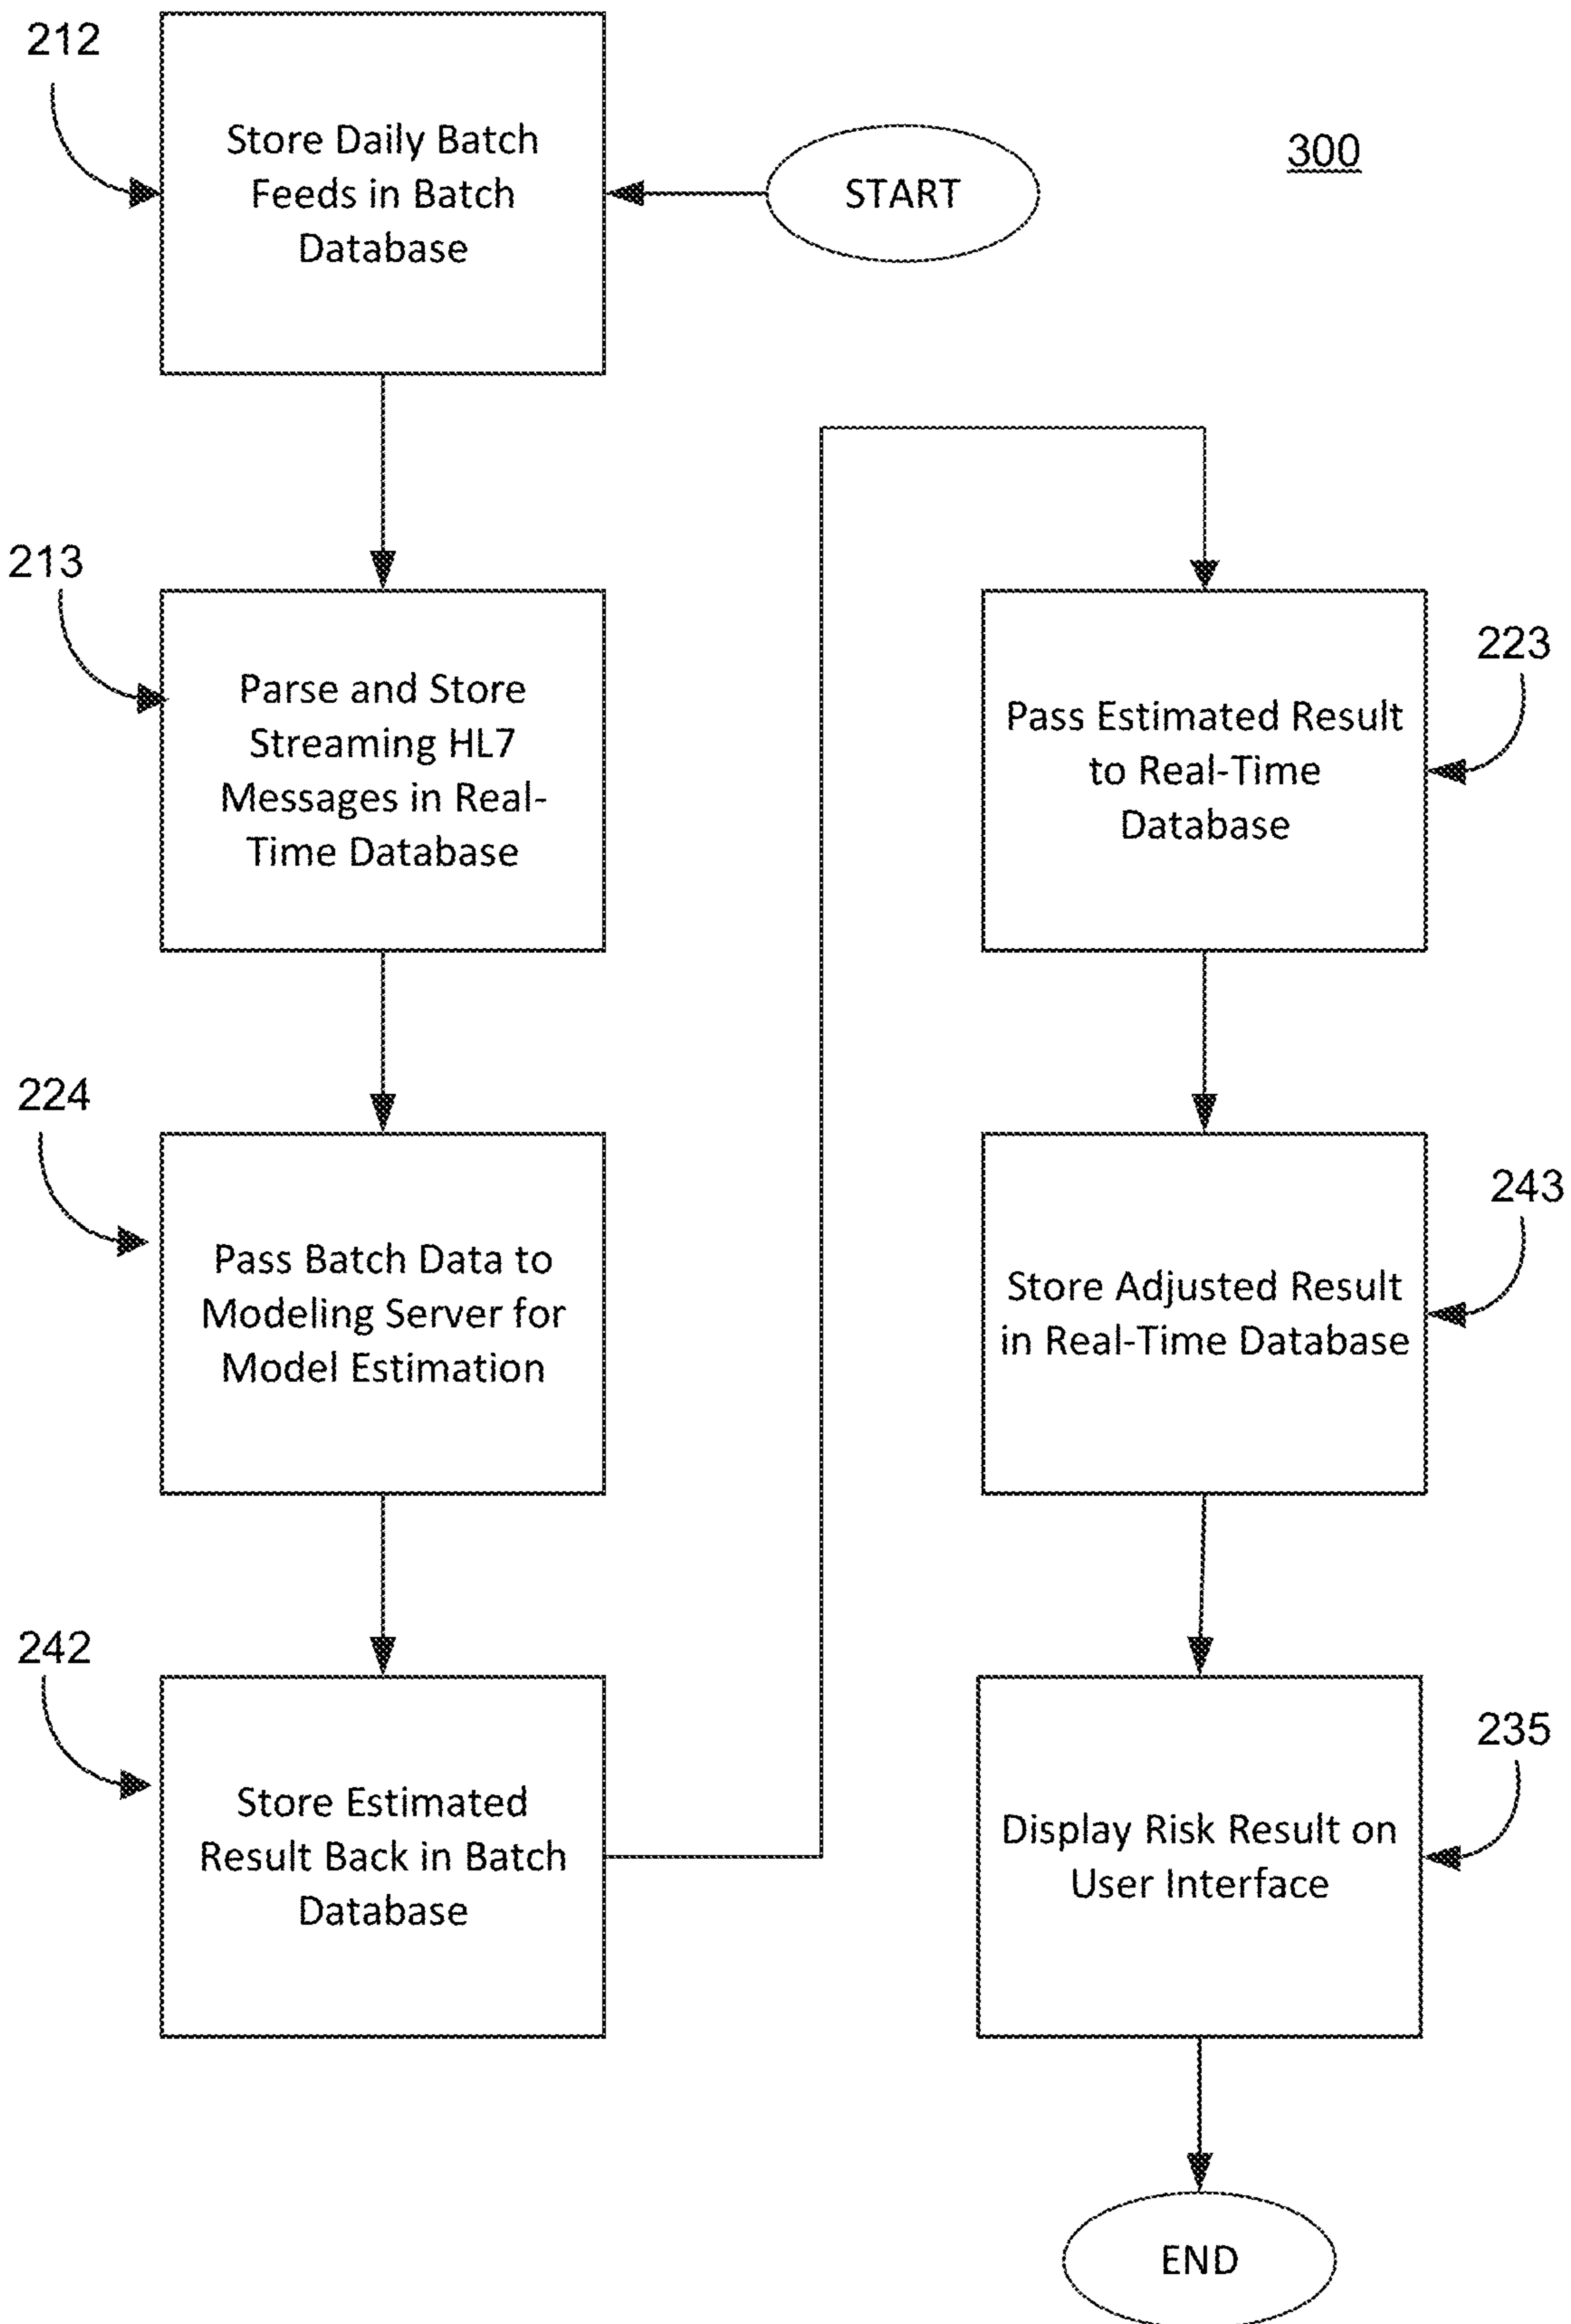 212
Store Daily Batch
Feeds in Batch
Database
START
300
213
Parse and Store
Streaming HL7
Messages in Real-
Time Database
224
Pass Batch Data to
Modeling Server for
Model Estimation
242
Store Estimated
Result Back in Batch
Database
223
Pass Estimated Result
to Real-Time
Database
243
Store Adjusted Result
in Real-Time Database
235
Display Risk Result on
User Interface
END